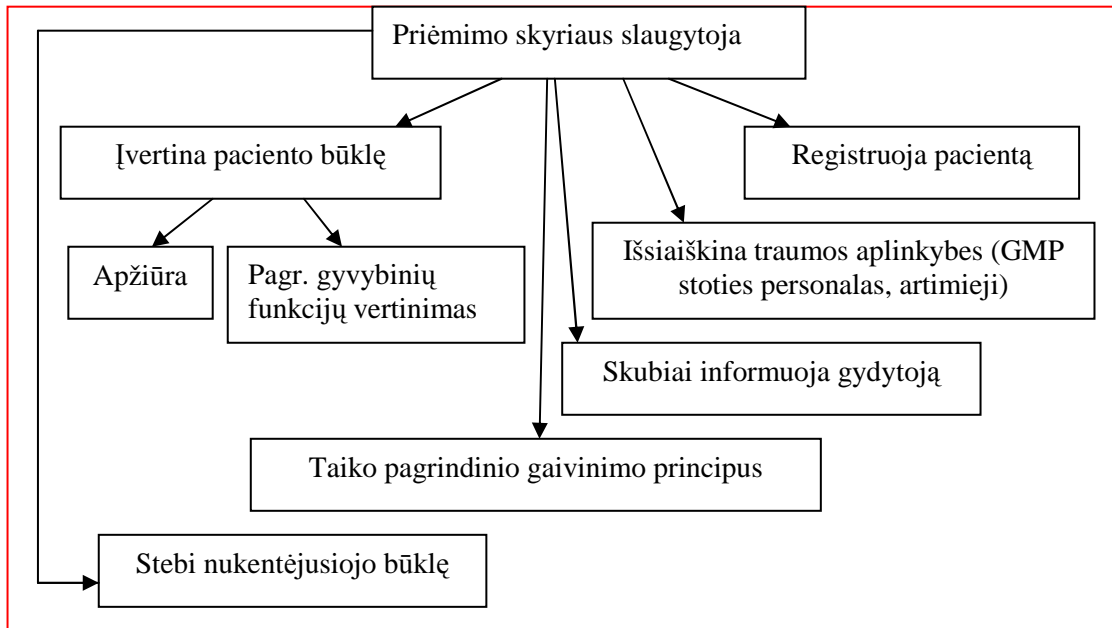 Priėmimo skyriaus slaugytoja
Įvertina paciento būklę
Registruoja pacientą
Apžiūra
Pagr. gyvybinių
funkcijų vertinimas
Išsiaiškina traumos aplinkybes (GMP
stoties personalas, artimieji)
Skubiai informuoja gydytoją
Taiko pagrindinio gaivinimo principus
Stebi nukentėjusiojo būklę